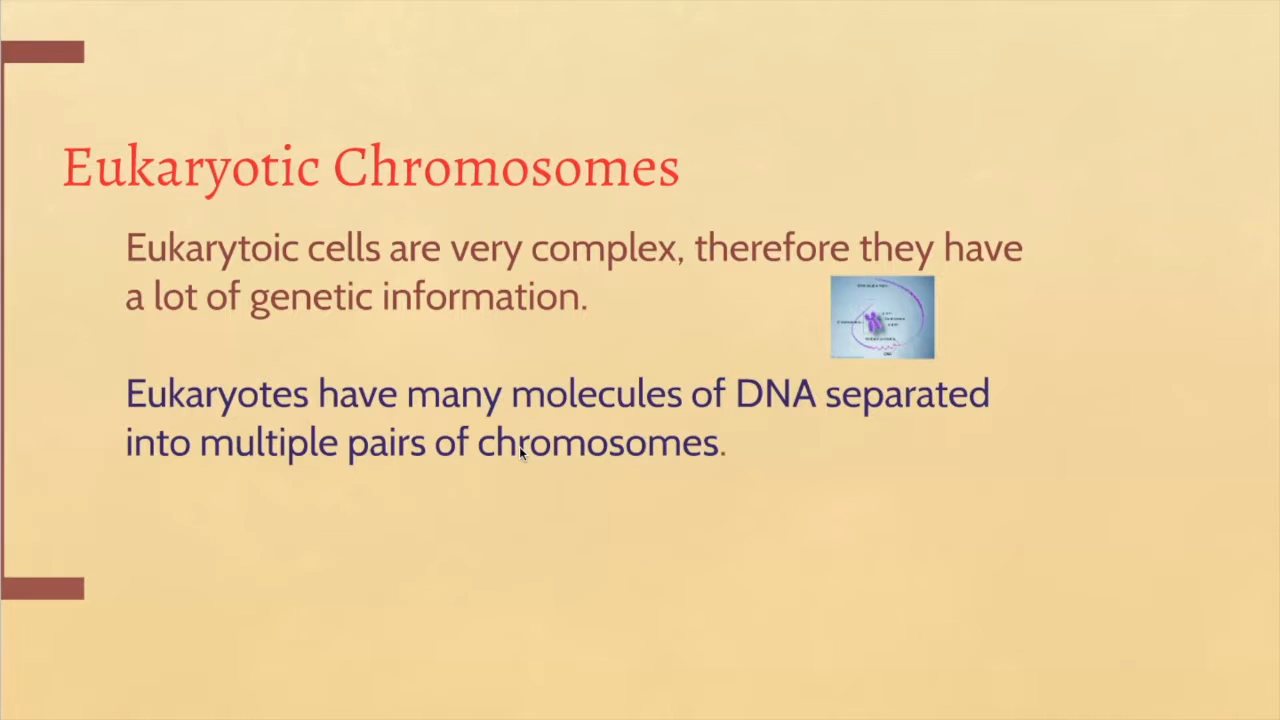 Eukaryotic Chromosomes
Eukarytoic cells are very complex, therefore they have
a lot of genetic information.
Eukaryotes have many molecules of DNA separated
into multiple pairs of chromosomes.